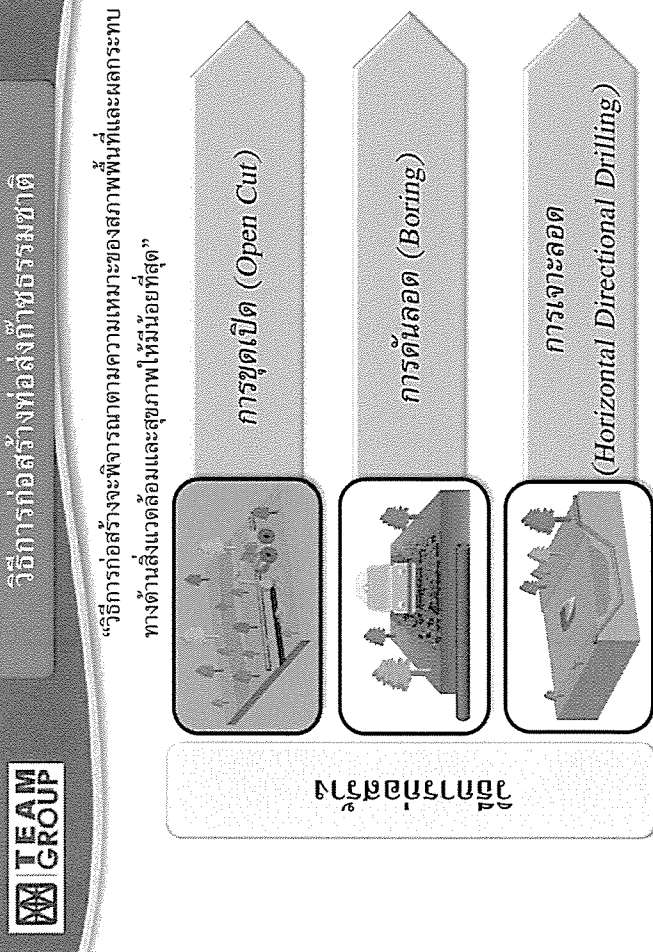 TEAM
GROUP
วิธีการก่อสร้างท่อส่งก๊าซธรรมชาติ
“วิธีการก่อสร้างจะพิจารณาตามความเหมาะของสภาพพื้นที่และผลกระทบ
ทางด้านสิ่งแวดล้อมและสุขภาพให้มีน้อยที่สุด”
วิธีการก่อสร้าง
การขุดเปิด (Open Cut)
การดันลอด (Boring)
การเจาะลอด
(Horizontal Directional Drilling)